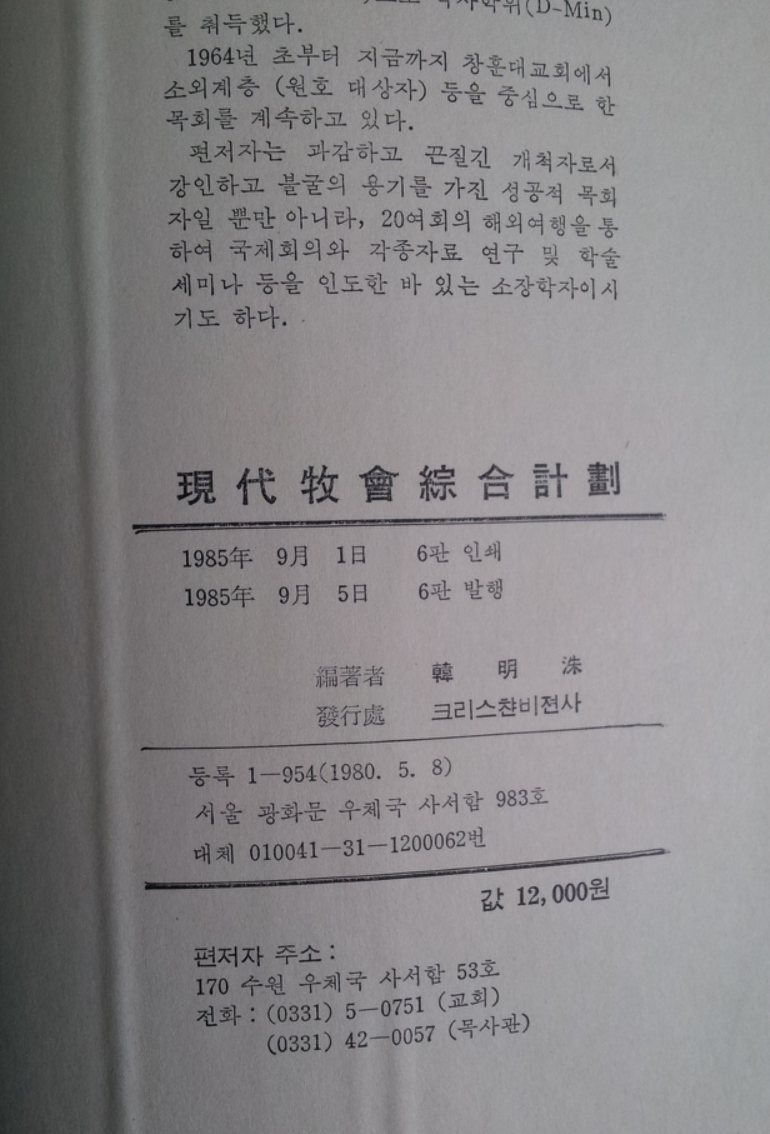 학위(D-Min)
를 취득했다.
1964년 초부터 지금까지 창훈대교회에서
소외계층 (원호 대상자) 등을 중심으로 한
목회를 계속하고 있다.
편저자는 과감하고 끈질긴 개척자로서
강인하고 불굴의 용기를 가진 성공적 목회
자일 뿐만 아니라, 20여회의 해외여행을 통
하여 국제회의와 각종자료 연구 및 학술
세미나 등을 인도한 바 있는 소장학자이시
기도 하다.
現代牧會綜合計劃
1985年 9月 1日 6판 인쇄
1985年 9月 5日 6판 발행
編著者 韓明洙
發行處 크리스챤비젼사
등록 1—954(1980. 5. 8)
서울 광화문 우체국 사서함 983호
대체 010041—31—1200062번
값 12,000원
편저자 주소:
170 수원 우체국 사서함 53호
전화: (0331) 5—0751 (교회)
(0331) 42—0057 (목사관)